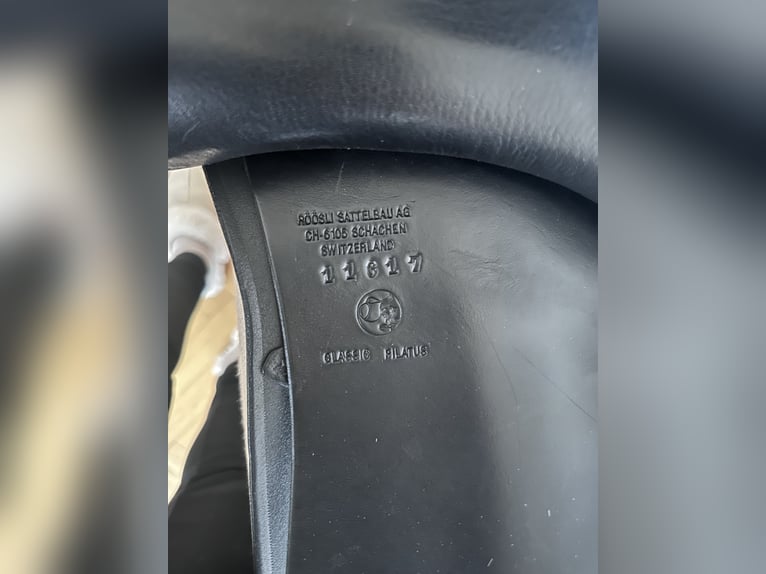 RÖÖSLI SATTELBAU AG
CH-6105 SCHACHEN
SWITZERLAND
11617
CLASSIC PILATUS